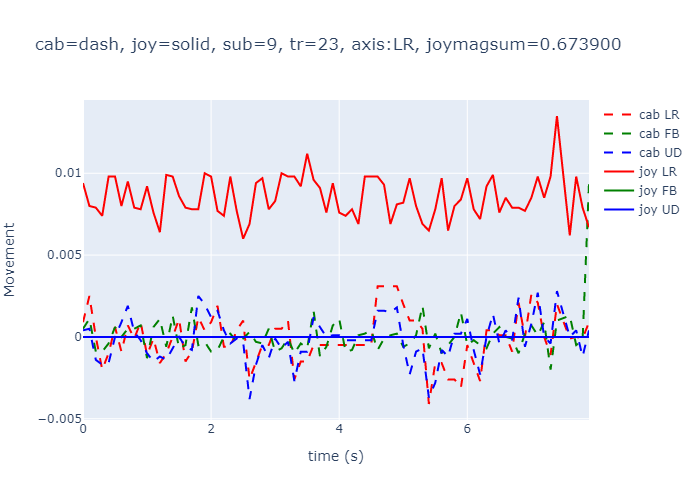 cab=dash, joy=solid, sub=9, tr=23, axis:LR, joymagsum=0.673900
cab LR
cab FB
cab UD
joy LR
joy FB
joy UD
Movement
0.01
0.005
0
−0.005
0 2 4 6
time (s)